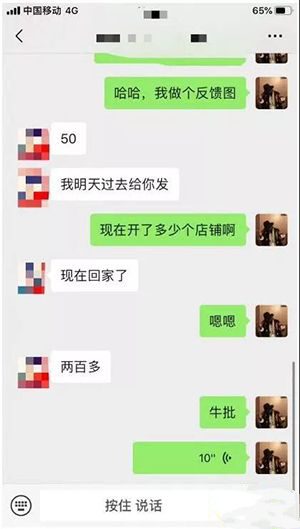 中国移动 4G
65%
哈哈，我做个反馈图
50
我明天过去给你发
现在开了多少个店铺啊
现在回家了
嗯嗯
两百多
牛批
10"
按住 说话